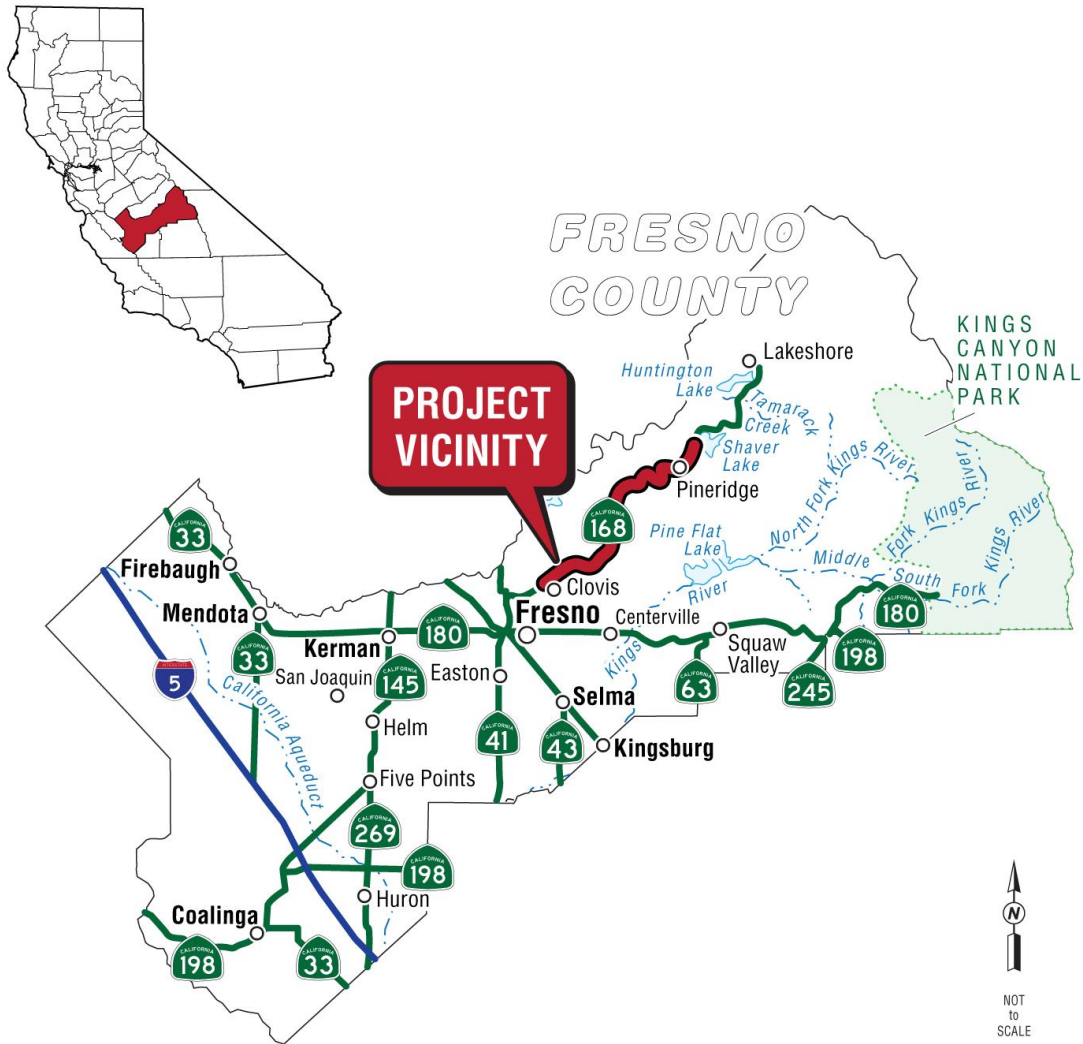 FRESNO
COUNTY
KINGS
CANYON
NATIONAL
PARK
Lakeshore
Huntington
Lake
Tamarack
Creek
PROJECT
VICINITY
Shaver
Lake
Pineridge
North Fork Kings River
Fork Kings River
Kings River
CALIFORNIA
168
Pine Flat
Lake
Middle
South Fork
CALIFORNIA
33
Firebaugh
Clovis
River
Kings
CALIFORNIA
180
Mendota
Fresno
Centerville
Kerman
CALIFORNIA
180
Squaw
Valley
CALIFORNIA
198
CALIFORNIA
33
San Joaquin
CALIFORNIA
145
Easton
CALIFORNIA
63
CALIFORNIA
245
INTERSTATE
5
California Aqueduct
Helm
Selma
CALIFORNIA
41
CALIFORNIA
43
Kingsburg
Five Points
CALIFORNIA
269
CALIFORNIA
198
Huron
Coalinga
CALIFORNIA
198
CALIFORNIA
33
N
NOT
to
SCALE